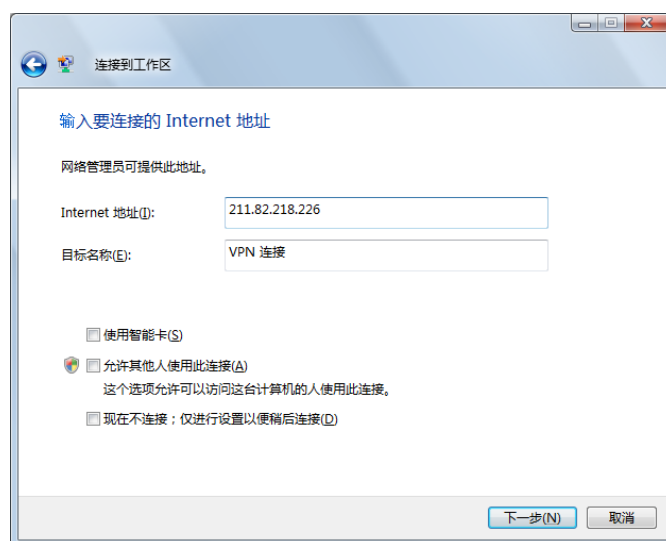 连接到工作区
输入要连接的 Internet 地址
网络管理员可提供此地址。
Internet 地址(I): 211.82.218.226
目标名称(E): VPN 连接
使用智能卡(S)
允许其他人使用此连接(A)
这个选项允许可以访问这台计算机的人使用此连接。
现在不连接；仅进行设置以便稍后连接(D)
下一步(N) 取消